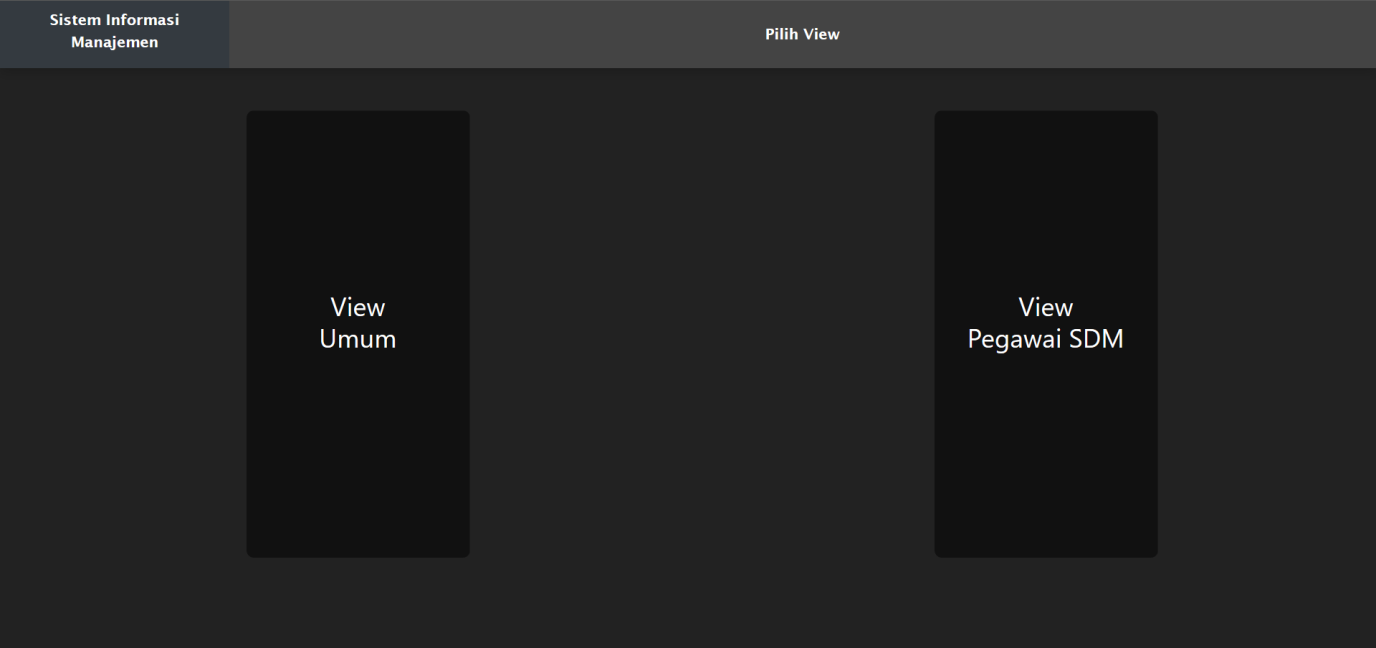 Sistem Informasi
Manajemen
Pilih View
View
Umum
View
Pegawai SDM